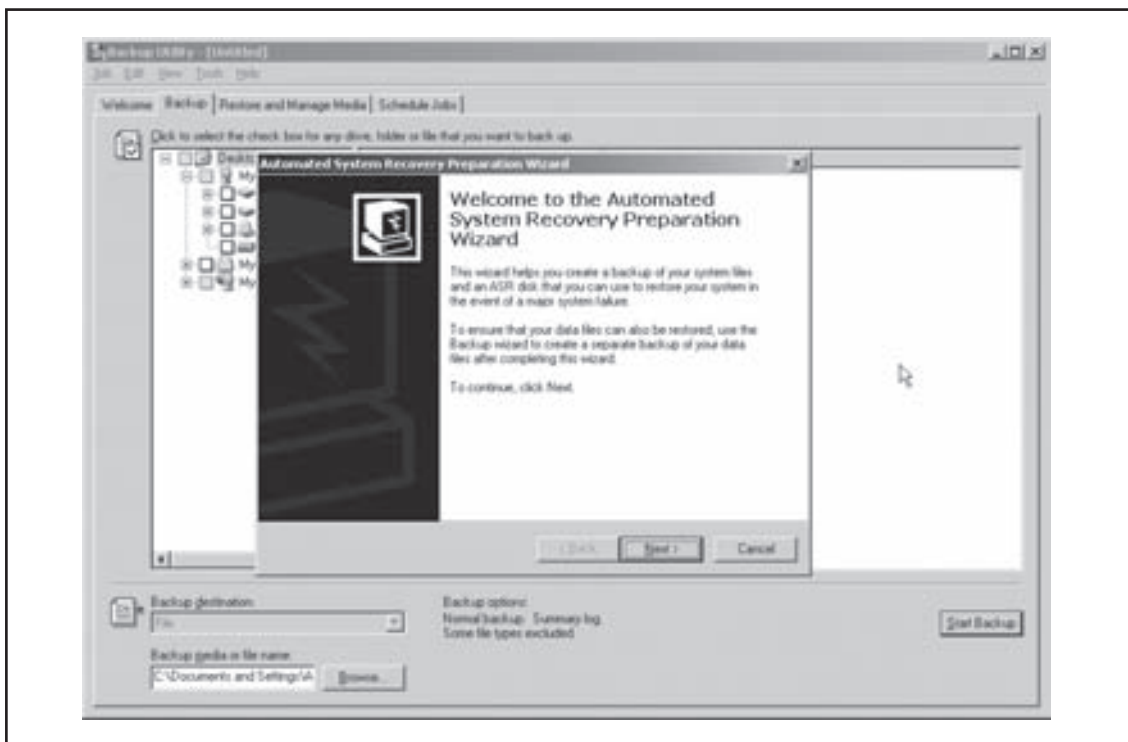 Backup Utility - [Untitled]
Job Edit View Tools Help
Welcome Backup Restore and Manage Media Schedule Jobs
Click to select the check box for any drive, folder or file that you want to back up.
Deskt
My
My
My
Automated System Recovery Preparation Wizard
Welcome to the Automated
System Recovery Preparation
Wizard
This wizard helps you create a backup of your system files
and an ASR disk that you can use to restore your system in
the event of a major system failure.
To ensure that your data files can also be restored, use the
Backup wizard to create a separate backup of your data
files after completing this wizard.
To continue, click Next.
< Back Next > Cancel
Backup destination:
File
Backup media or file name:
C:\Documents and Settings\A Browse...
Backup options:
Normal backup. Summary log.
Some file types excluded.
Start Backup